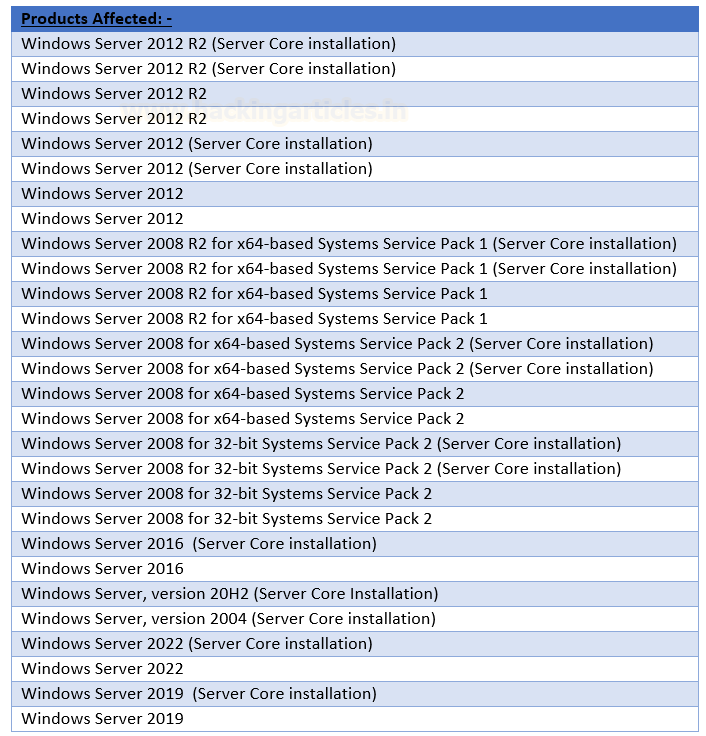 Products Affected: -
Windows Server 2012 R2 (Server Core installation)
Windows Server 2012 R2 (Server Core installation)
Windows Server 2012 R2
www.hackingarticles.in
Windows Server 2012 R2
Windows Server 2012 (Server Core installation)
Windows Server 2012 (Server Core installation)
Windows Server 2012
Windows Server 2012
Windows Server 2008 R2 for x64-based Systems Service Pack 1 (Server Core installation)
Windows Server 2008 R2 for x64-based Systems Service Pack 1 (Server Core installation)
Windows Server 2008 R2 for x64-based Systems Service Pack 1
Windows Server 2008 R2 for x64-based Systems Service Pack 1
Windows Server 2008 for x64-based Systems Service Pack 2 (Server Core installation)
Windows Server 2008 for x64-based Systems Service Pack 2 (Server Core installation)
Windows Server 2008 for x64-based Systems Service Pack 2
Windows Server 2008 for x64-based Systems Service Pack 2
Windows Server 2008 for 32-bit Systems Service Pack 2 (Server Core installation)
Windows Server 2008 for 32-bit Systems Service Pack 2 (Server Core installation)
Windows Server 2008 for 32-bit Systems Service Pack 2
Windows Server 2008 for 32-bit Systems Service Pack 2
Windows Server 2016  (Server Core installation)
Windows Server 2016
Windows Server, version 20H2 (Server Core Installation)
Windows Server, version 2004 (Server Core installation)
Windows Server 2022 (Server Core installation)
Windows Server 2022
Windows Server 2019  (Server Core installation)
Windows Server 2019